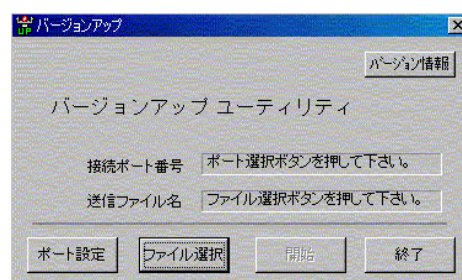 バージョンアップ
バージョン情報
バージョンアップ ユーティリティ
接続ポート番号 ポート選択ボタンを押して下さい。
送信ファイル名 ファイル選択ボタンを押して下さい。
ポート設定 ファイル選択 開始 終了